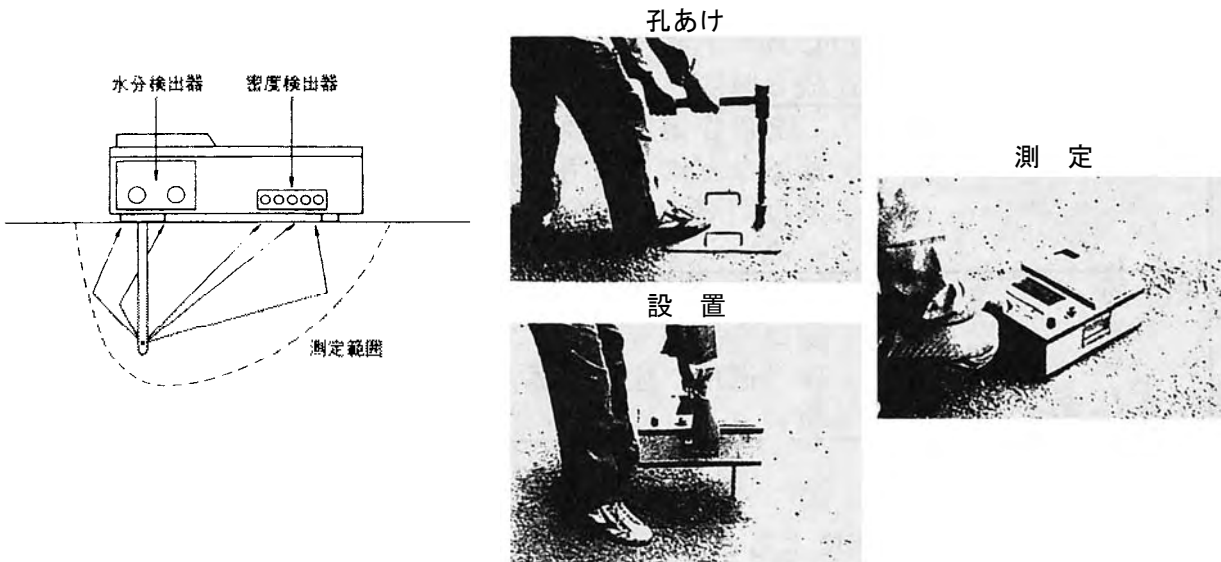 水分検出器
密度検出器
測定範囲
孔あけ
設 置
測 定